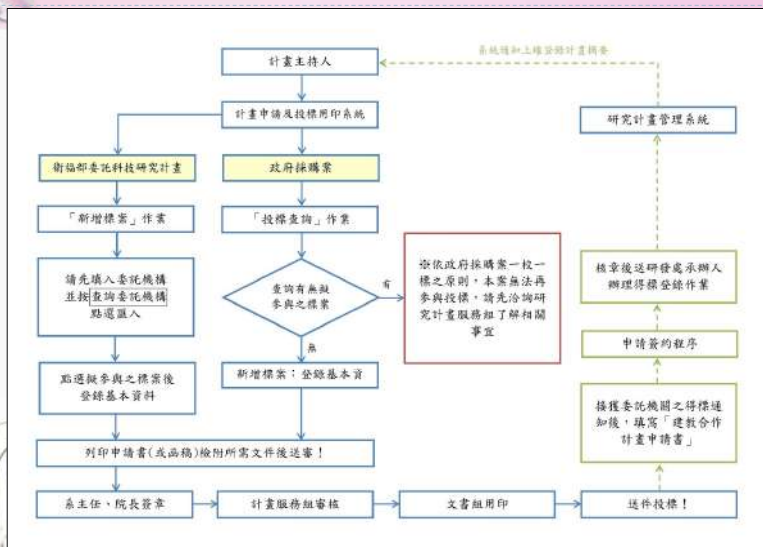 系統通知上線登錄計畫摘要
計畫主持人
計畫申請及投標用印系統
研究計畫管理系統
衛福部委託科技研究計畫
政府採購案
「新增標案」作業
「投標查詢」作業
請先填入委託機構
並按查詢委託機構
點選匯入
查詢有無擬
參與之標案
有
無
※依政府採購案一校一
標之原則，本案無法再
參與投標，請先洽詢研
究計畫服務組了解相關
事宜
核章後送研發處承辦人
辦理得標登錄作業
申請簽約程序
點選擬參與之標案後
登錄基本資料
新增標案：登錄基本資
接獲委託機關之得標通
知後，填寫「建教合作
計畫申請書」
列印申請書(或函稿)檢附所需文件後送審！
系主任、院長簽章
計畫服務組審核
文書組用印
送件投標！